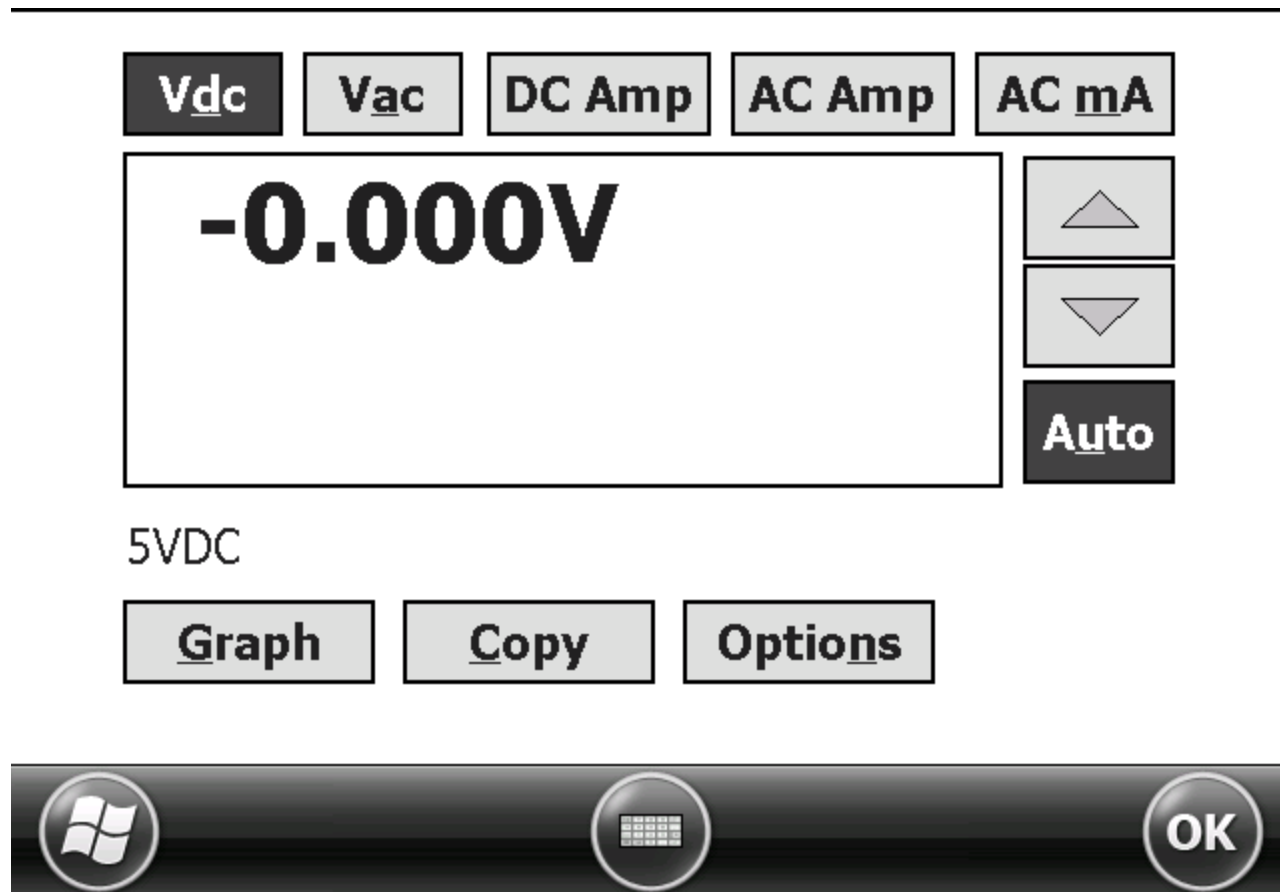 Vdc Vac DC Amp AC Amp AC mA
-0.000V
Auto
5VDC
Graph Copy Options
OK